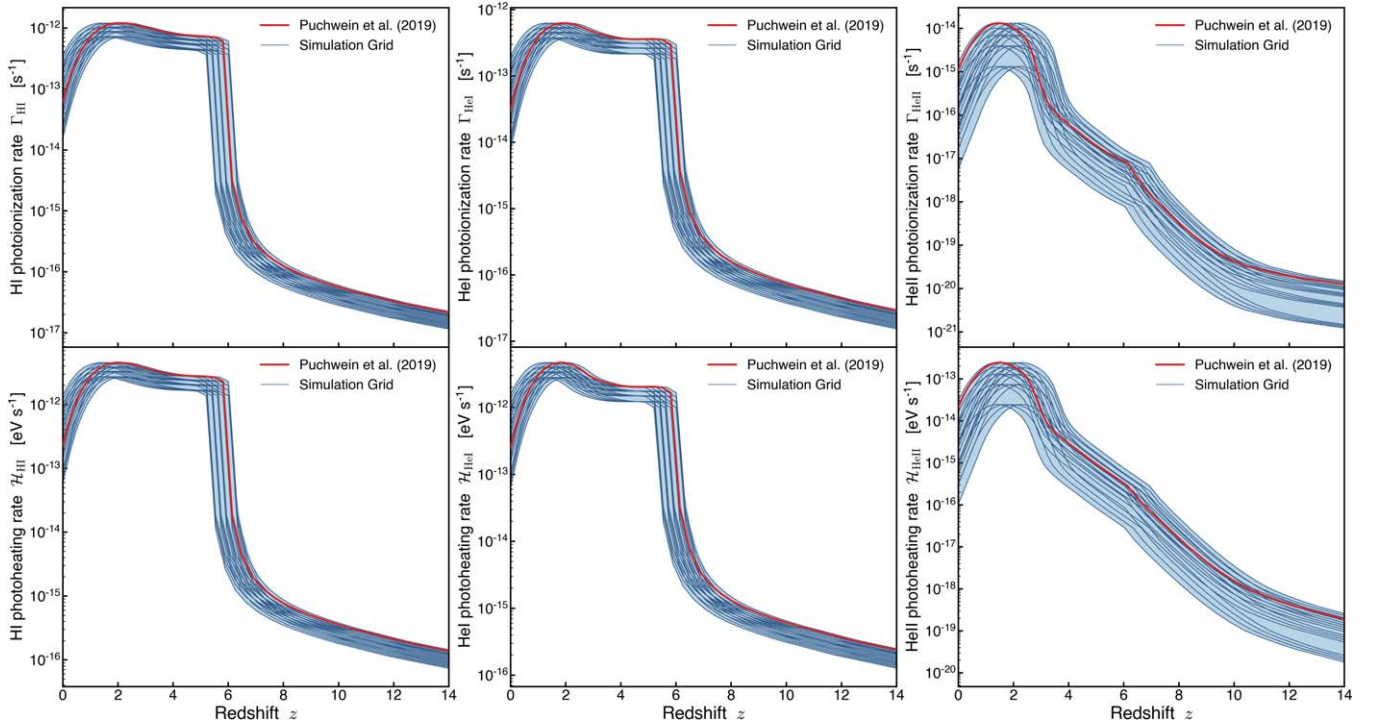 HI photoionization rate Γ_HI [s⁻¹]
10⁻¹²
10⁻¹³
10⁻¹⁴
10⁻¹⁵
10⁻¹⁶
10⁻¹⁷
Puchwein et al. (2019)
Simulation Grid
HeI photoionization rate Γ_HeI [s⁻¹]
10⁻¹²
10⁻¹³
10⁻¹⁴
10⁻¹⁵
10⁻¹⁶
10⁻¹⁷
Puchwein et al. (2019)
Simulation Grid
HeII photoionization rate Γ_HeII [s⁻¹]
10⁻¹⁴
10⁻¹⁵
10⁻¹⁶
10⁻¹⁷
10⁻¹⁸
10⁻¹⁹
10⁻²⁰
10⁻²¹
Puchwein et al. (2019)
Simulation Grid
HI photoheating rate ℋ_HI [eV s⁻¹]
10⁻¹²
10⁻¹³
10⁻¹⁴
10⁻¹⁵
10⁻¹⁶
Puchwein et al. (2019)
Simulation Grid
0 2 4 6 8 10 12 14
Redshift z
HeI photoheating rate ℋ_HeI [eV s⁻¹]
10⁻¹²
10⁻¹³
10⁻¹⁴
10⁻¹⁵
10⁻¹⁶
Puchwein et al. (2019)
Simulation Grid
0 2 4 6 8 10 12 14
Redshift z
HeII photoheating rate ℋ_HeII [eV s⁻¹]
10⁻¹³
10⁻¹⁴
10⁻¹⁵
10⁻¹⁶
10⁻¹⁷
10⁻¹⁸
10⁻¹⁹
10⁻²⁰
Puchwein et al. (2019)
Simulation Grid
0 2 4 6 8 10 12 14
Redshift z